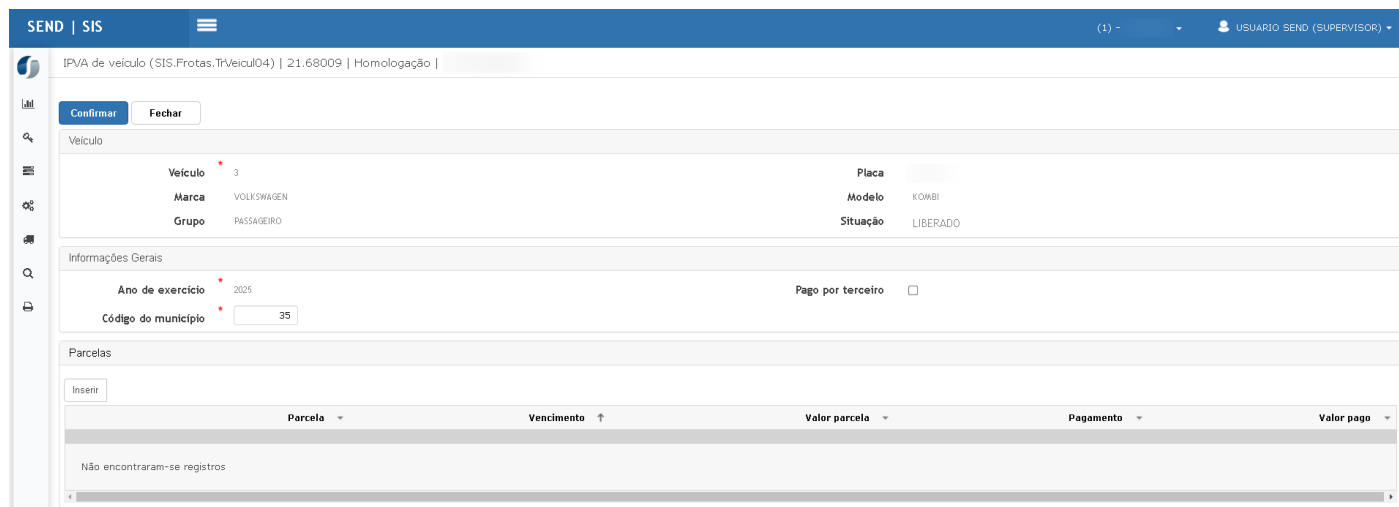 SEND | SIS
(1) -
USUARIO SEND (SUPERVISOR)
IPVA de veículo (SIS.Frotas.TrVeicul04) | 21.68009 | Homologação |
Confirmar Fechar
Veículo
Veículo * 3 Placa
Marca VOLKSWAGEN Modelo KOMBI
Grupo PASSAGEIRO Situação LIBERADO
Informações Gerais
Ano de exercício * 2025 Pago por terceiro
Código do município * 35
Parcelas
Inserir
Parcela Vencimento Valor parcela Pagamento Valor pago
Não encontraram-se registros